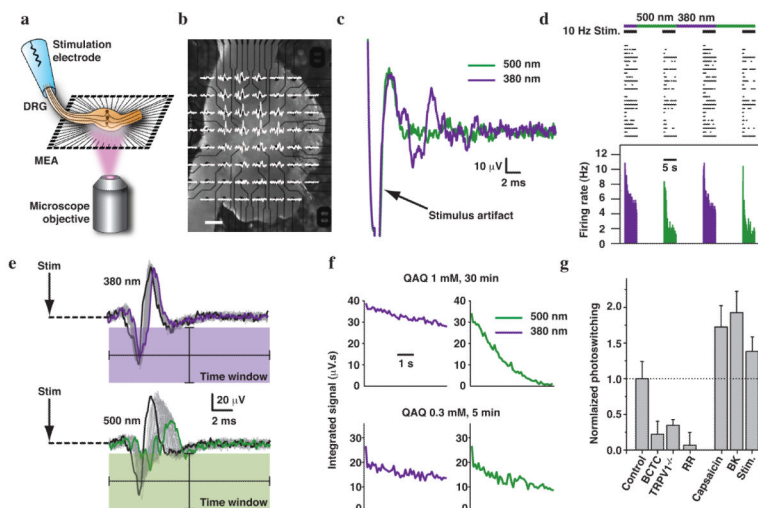 a
Stimulation
electrode
DRG
MEA
Microscope
objective
b
c
500 nm
380 nm
10 µV
2 ms
Stimulus artifact
d
500 nm 380 nm
10 Hz Stim.
Firing rate (Hz)
12
10
8
6
4
2
0
5 s
e
Stim
380 nm
Time window
20 µV
2 ms
Stim
500 nm
Time window
f
QAQ 1 mM, 30 min
Integrated signal (µV.s)
40
30
20
10
0
1 s
40
30
20
10
0
500 nm
380 nm
QAQ 0.3 mM, 5 min
30
20
10
0
30
20
10
0
g
Normlaized photoswitching
2.0
1.5
1.0
0.5
0.0
Control
BCTC
TRPV1-/-
RR
Capsaicin
BK
Stim.